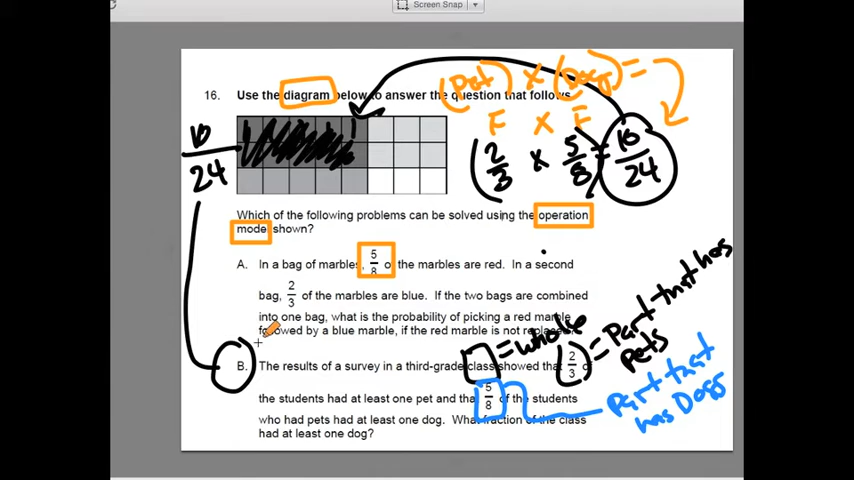 Screen Snap
(Pet) X (Dogs) =
F X F
16. Use the diagram below to answer the question that follows.
10
24
(2/3 X 5/8) = 10/24
Which of the following problems can be solved using the operation
model shown?
A. In a bag of marbles, 5/8 of the marbles are red. In a second
bag, 2/3 of the marbles are blue. If the two bags are combined
into one bag, what is the probability of picking a red marble
followed by a blue marble, if the red marble is not replaced?
= whole
= Part that has
Pets
B. The results of a survey in a third-grade class showed that 2/3 of
the students had at least one pet and that 5/8 of the students
who had pets had at least one dog. What fraction of the class
had at least one dog?
Part that
has Dogs